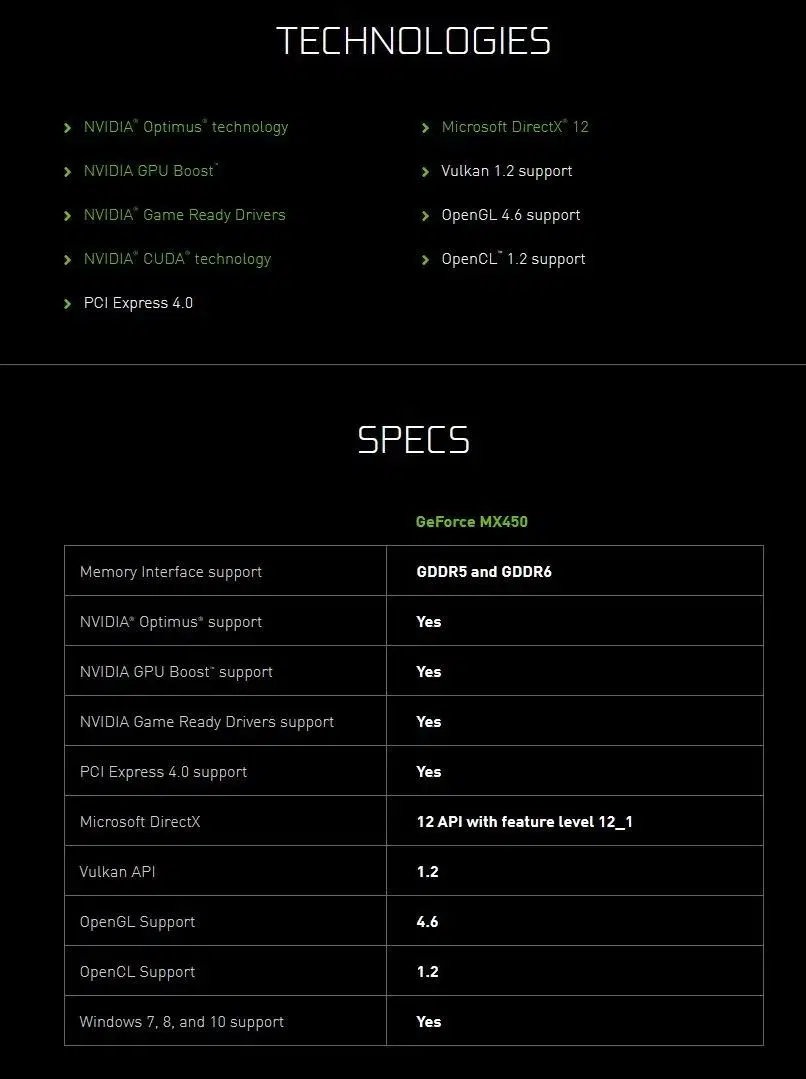 TECHNOLOGIES
NVIDIA® Optimus® technology
NVIDIA GPU Boost™
NVIDIA® Game Ready Drivers
NVIDIA® CUDA® technology
PCI Express 4.0
Microsoft DirectX® 12
Vulkan 1.2 support
OpenGL 4.6 support
OpenCL™ 1.2 support
SPECS
GeForce MX450
Memory Interface support GDDR5 and GDDR6
NVIDIA® Optimus® support Yes
NVIDIA GPU Boost™ support Yes
NVIDIA Game Ready Drivers support Yes
PCI Express 4.0 support Yes
Microsoft DirectX 12 API with feature level 12_1
Vulkan API 1.2
OpenGL Support 4.6
OpenCL Support 1.2
Windows 7, 8, and 10 support Yes